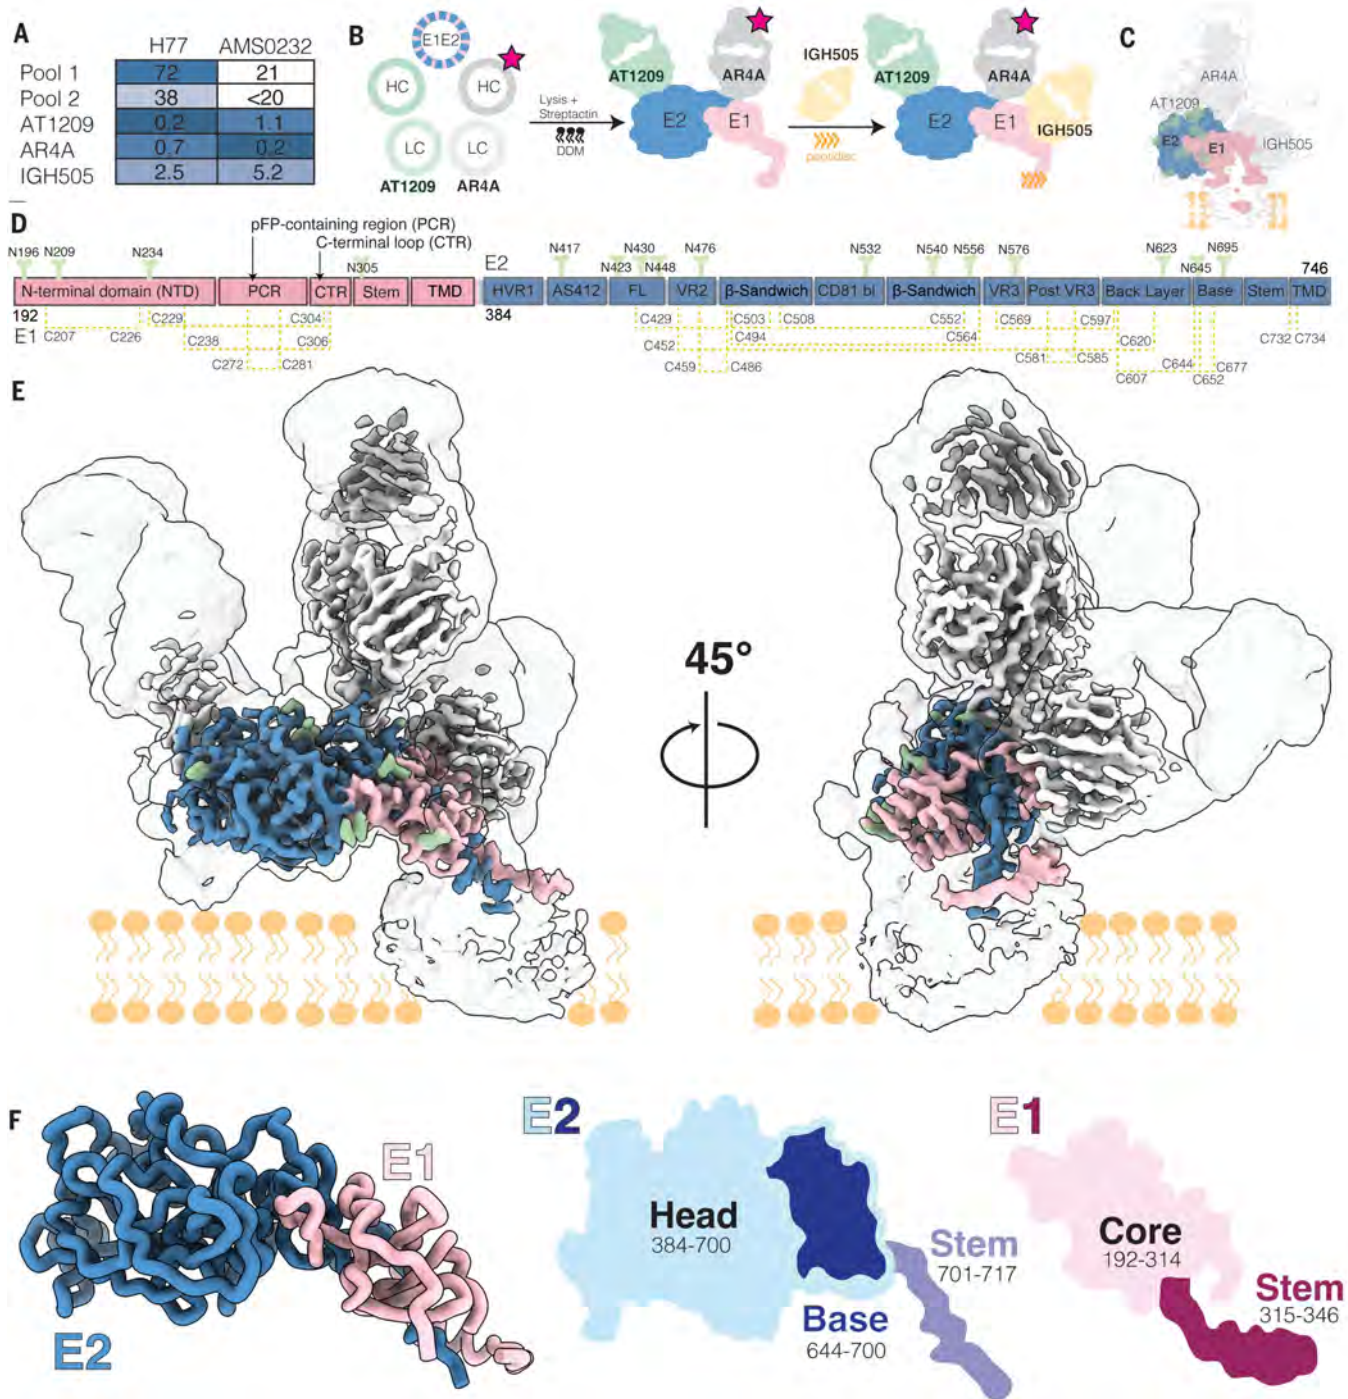 A
H77 AMS0232
Pool 1 72 21
Pool 2 38 <20
AT1209 0.2 1.1
AR4A 0.7 0.2
IGH505 2.5 5.2
B
E1E2
HC HC
LC LC
AT1209 AR4A
Lysis +
Streptactin
DDM
AT1209 AR4A
E2 E1
IGH505
peptidisc
AT1209 AR4A
E2 E1 IGH505
C
AR4A
AT1209
E2 E1 IGH505
D
pFP-containing region (PCR)
C-terminal loop (CTR)
N196 N209 N234 N305
N-terminal domain (NTD) PCR CTR Stem TMD
192
E1
C207 C226 C229 C238 C272 C281 C304 C306
E2
N417 N423 N430 N448 N476 N532 N540 N556 N576 N623 N645 N695 746
HVR1 AS412 FL VR2 β-Sandwich CD81 bl β-Sandwich VR3 Post VR3 Back Layer Base Stem TMD
384
C429 C503 C508 C552 C569 C597
C452 C494 C564 C581 C585 C620 C644 C732 C734
C459 C486 C607 C652 C677
E
45°
F
E2
E1
E2
Head
384-700
Base
644-700
Stem
701-717
E1
Core
192-314
Stem
315-346